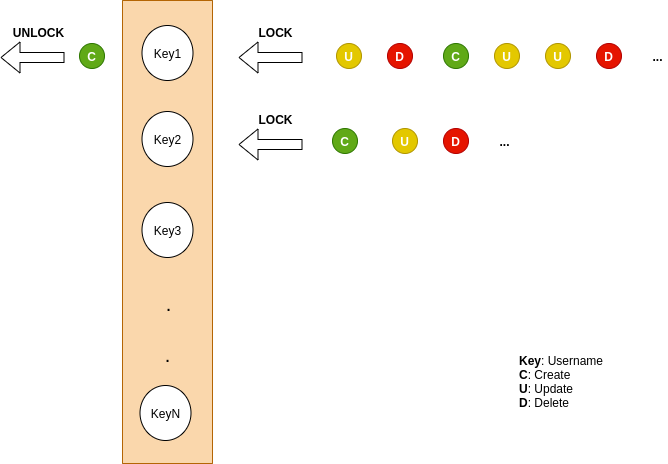 UNLOCK
C
Key1
LOCK
U D C U U D ...
Key2
LOCK
C U D ...
Key3
.
.
KeyN
Key: Username
C: Create
U: Update
D: Delete